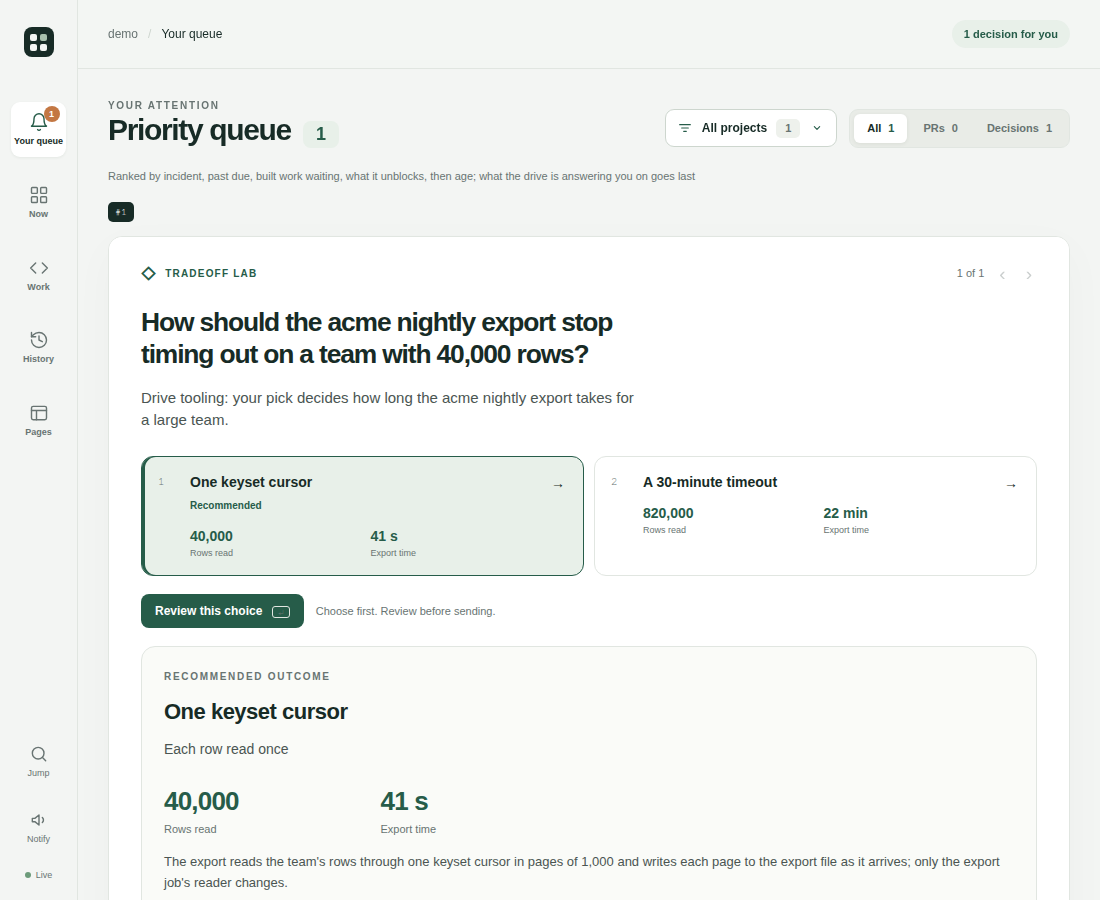 demo / Your queue
1 decision for you
1
Your queue
Now
Work
History
Pages
Jump
Notify
Live
YOUR ATTENTION
Priority queue 1
All projects 1
All 1 PRs 0 Decisions 1
Ranked by incident, past due, built work waiting, what it unblocks, then age; what the drive is answering you on goes last
TRADEOFF LAB
1 of 1 ‹ ›
How should the acme nightly export stop
timing out on a team with 40,000 rows?
Drive tooling: your pick decides how long the acme nightly export takes for
a large team.
1 One keyset cursor →
Recommended
40,000 41 s
Rows read Export time
2 A 30-minute timeout →
820,000 22 min
Rows read Export time
Review this choice
Choose first. Review before sending.
RECOMMENDED OUTCOME
One keyset cursor
Each row read once
40,000 41 s
Rows read Export time
The export reads the team's rows through one keyset cursor in pages of 1,000 and writes each page to the export file as it arrives; only the export
job's reader changes.